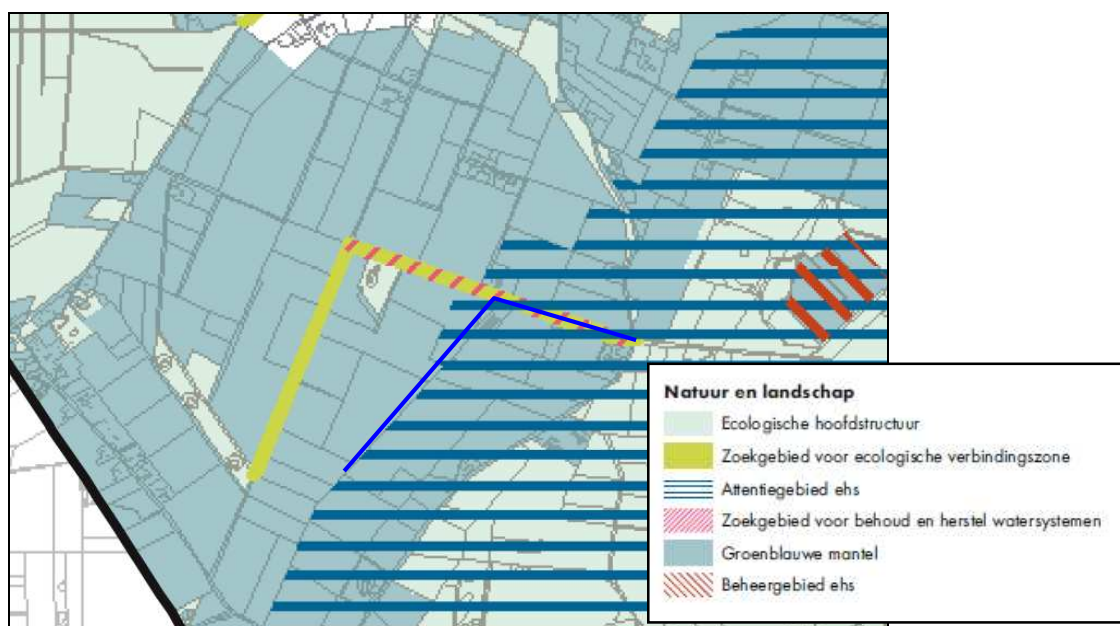 Natuur en landschap
Ecologische hoofdstructuur
Zoekgebied voor ecologische verbindingszone
Attentiegebied ehs
Zoekgebied voor behoud en herstel watersystemen
Groenblauwe mantel
Beheergebied ehs